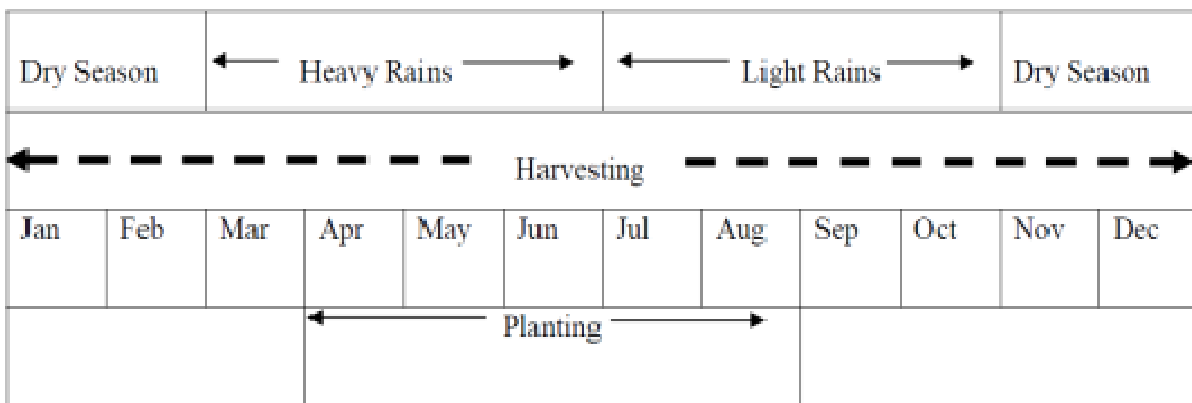 Dry Season Heavy Rains Light Rains Dry Season
Harvesting
Jan Feb Mar Apr May Jun Jul Aug Sep Oct Nov Dec
Planting